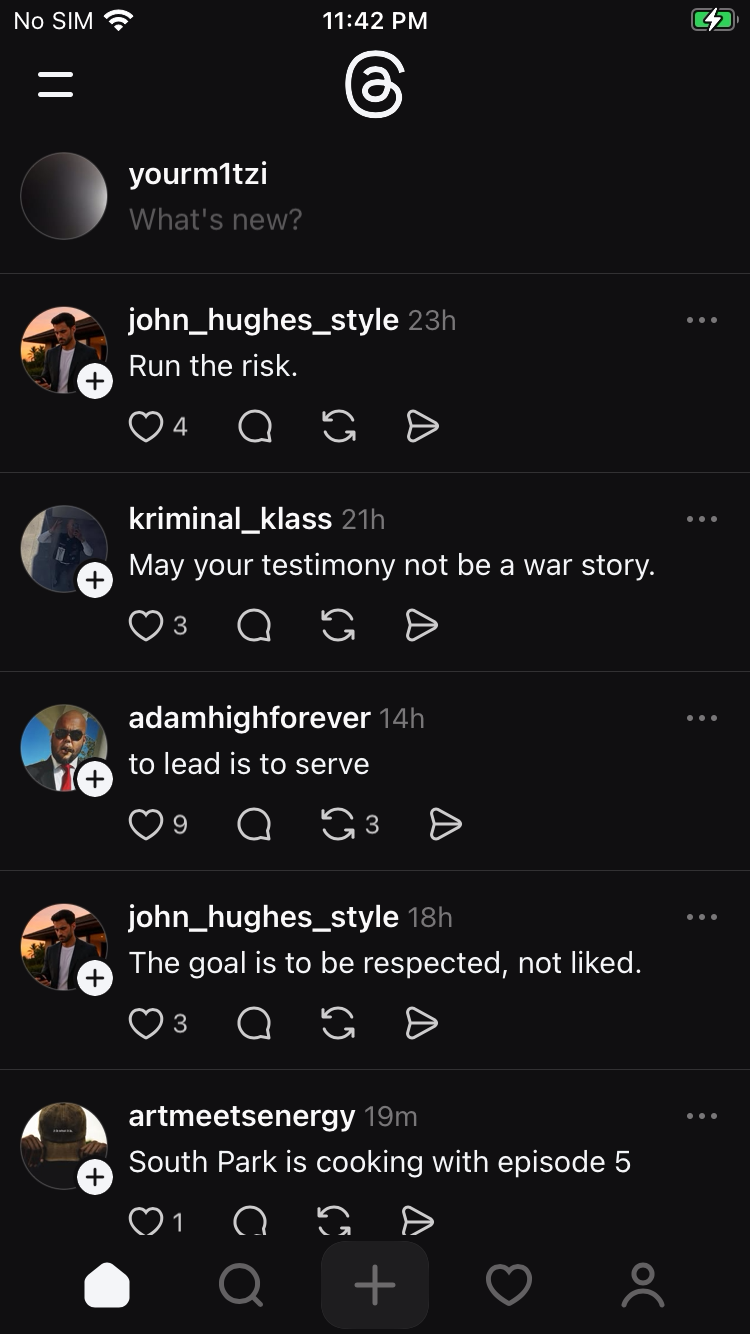 No SIM 11:42 PM
yourm1tzi
What's new?
john_hughes_style 23h
Run the risk.
4
kriminal_klass 21h
May your testimony not be a war story.
3
adamhighforever 14h
to lead is to serve
9 3
john_hughes_style 18h
The goal is to be respected, not liked.
3
artmeetsenergy 19m
South Park is cooking with episode 5
1